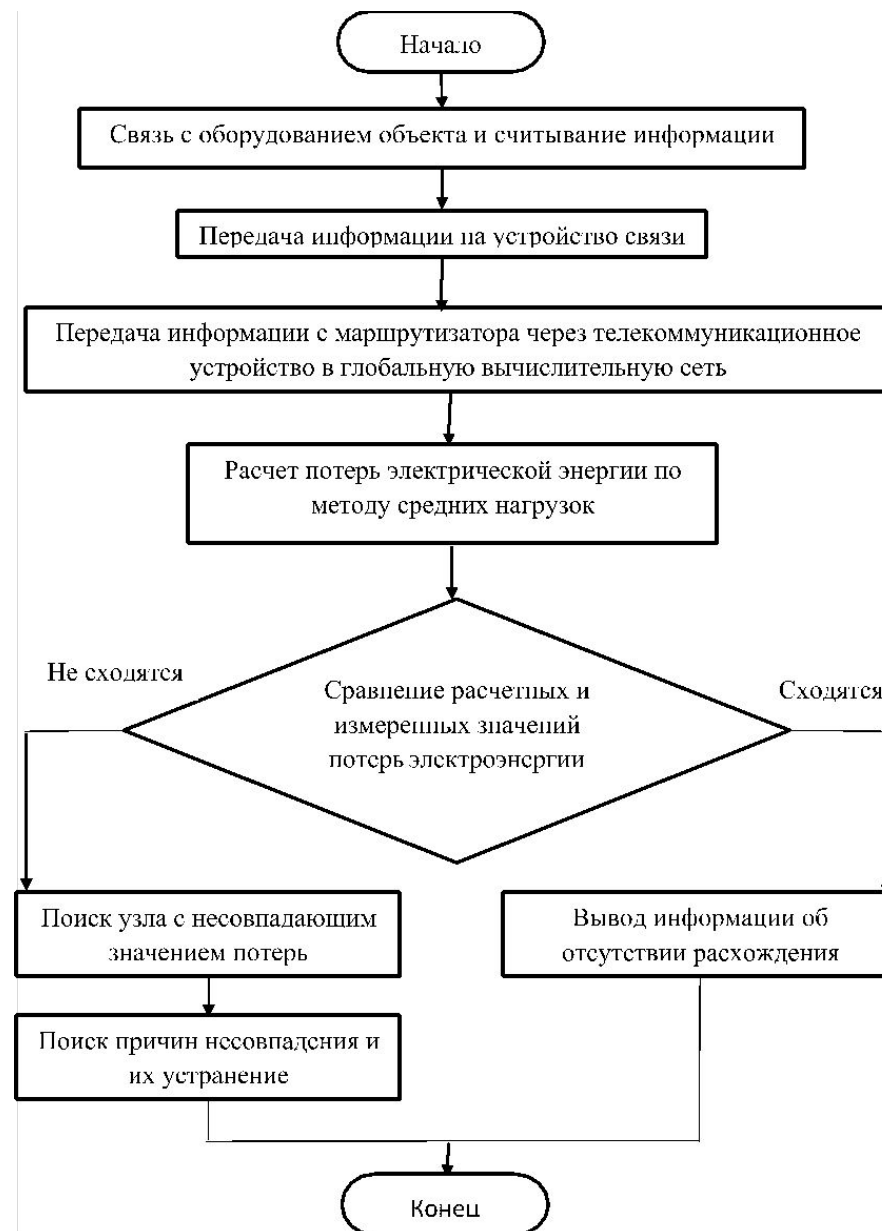 Начало
Связь с оборудованием объекта и считывание информации
Передача информации на устройство связи
Передача информации с маршрутизатора через телекоммуникационное
устройство в глобальную вычислительную сеть
Расчет потерь электрической энергии по
методу средних нагрузок
Не сходятся
Сравнение расчетных и
измеренных значений
потерь электроэнергии
Сходятся
Поиск узла с несовпадающим
значением потерь
Вывод информации об
отсутствии расхождения
Поиск причин несовпадения и
их устранение
Конец